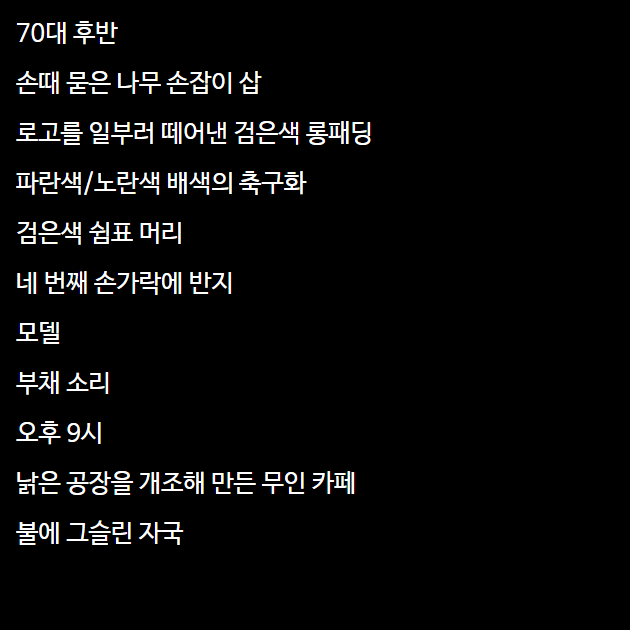 70대 후반
손때 묻은 나무 손잡이 삽
로고를 일부러 떼어낸 검은색 롱패딩
파란색/노란색 배색의 축구화
검은색 쉼표 머리
네 번째 손가락에 반지
모델
부채 소리
오후 9시
낡은 공장을 개조해 만든 무인 카페
불에 그슬린 자국